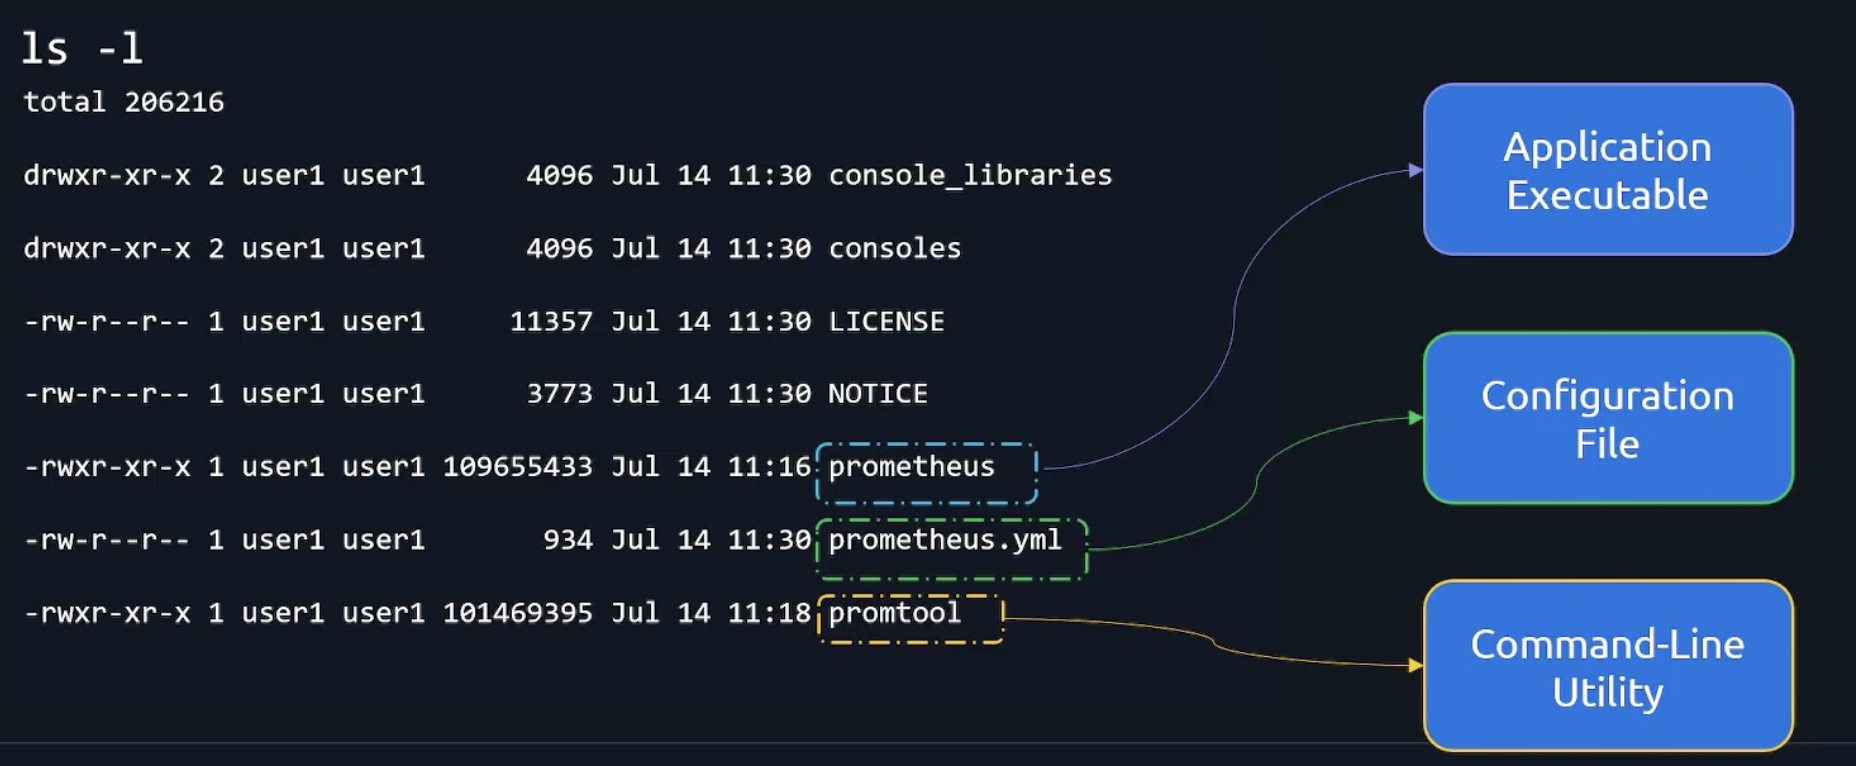 ls -l
total 206216
drwxr-xr-x 2 user1 user1      4096 Jul 14 11:30 console_libraries
drwxr-xr-x 2 user1 user1      4096 Jul 14 11:30 consoles
-rw-r--r-- 1 user1 user1     11357 Jul 14 11:30 LICENSE
-rw-r--r-- 1 user1 user1      3773 Jul 14 11:30 NOTICE
-rwxr-xr-x 1 user1 user1 109655433 Jul 14 11:16 prometheus
-rw-r--r-- 1 user1 user1       934 Jul 14 11:30 prometheus.yml
-rwxr-xr-x 1 user1 user1 101469395 Jul 14 11:18 promtool
Application
Executable
Configuration
File
Command-Line
Utility